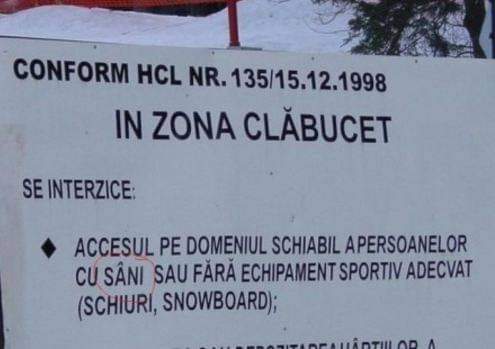 CONFORM HCL NR. 135/15.12.1998
IN ZONA CLĂBUCET
SE INTERZICE:
♦ ACCESUL PE DOMENIUL SCHIABIL A PERSOANELOR
CU SÂNI SAU FĂRĂ ECHIPAMENT SPORTIV ADECVAT
(SCHIURI, SNOWBOARD);